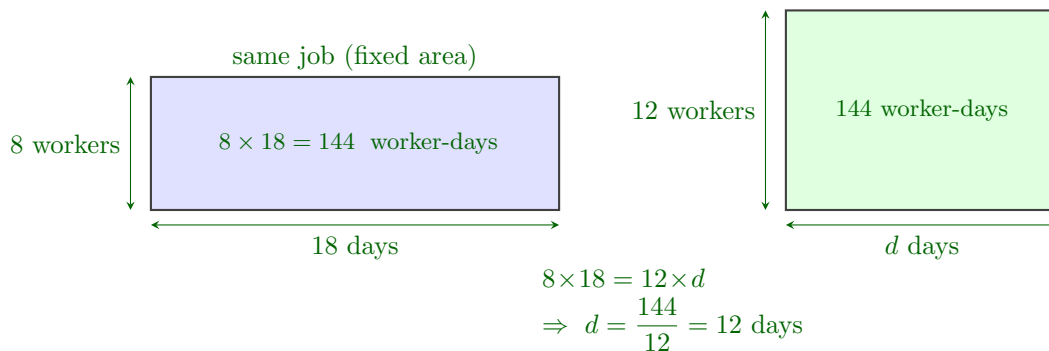 same job (fixed area)
8 workers
8 × 18 = 144 worker-days
18 days
12 workers
144 worker-days
d days
8×18 = 12×d
⇒ d = 144/12 = 12 days